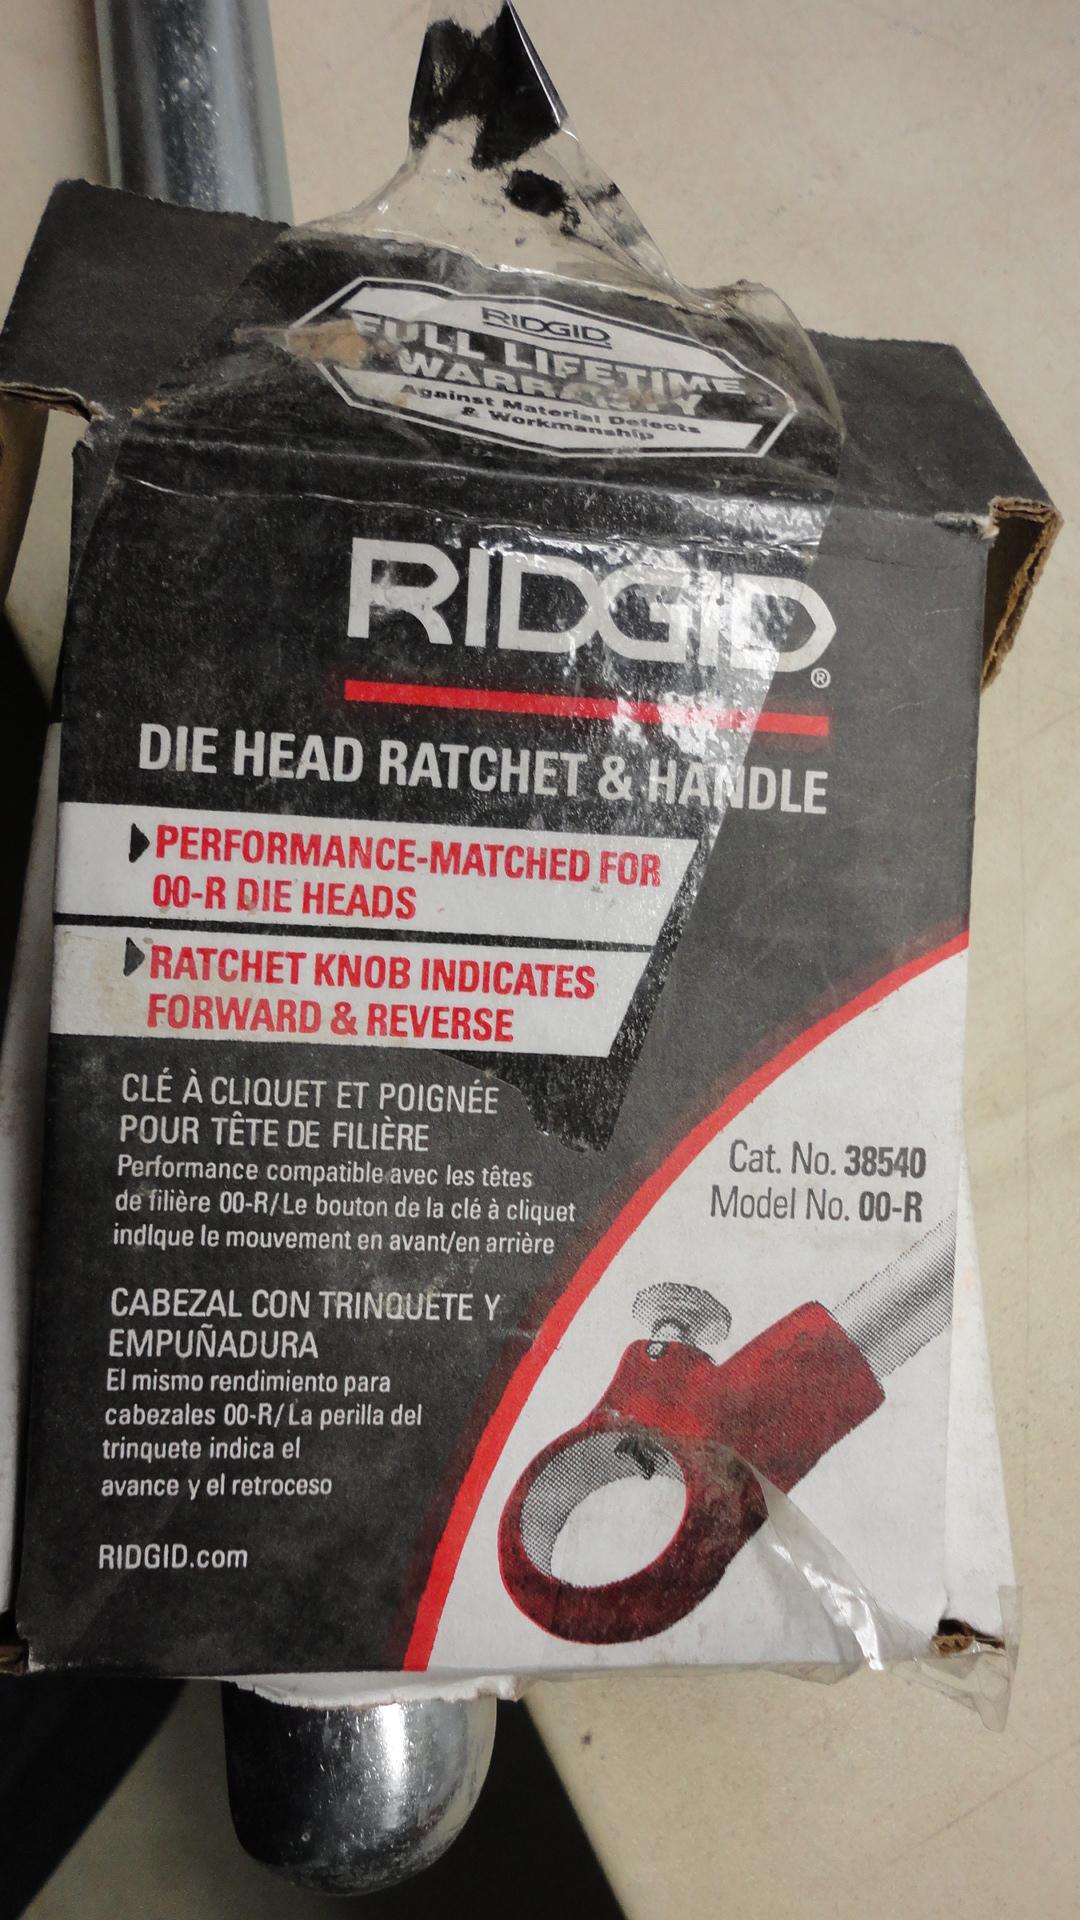 RIDGID
FULL LIFETIME
WARRANTY
Against Material Defects
& Workmanship
RIDGID®
DIE HEAD RATCHET & HANDLE
PERFORMANCE-MATCHED FOR
00-R DIE HEADS
RATCHET KNOB INDICATES
FORWARD & REVERSE
CLÉ À CLIQUET ET POIGNÉE
POUR TÊTE DE FILIÈRE
Performance compatible avec les têtes
de filière 00-R/Le bouton de la clé à cliquet
indIque le mouvement en avant/en arrière
CABEZAL CON TRINQUETE Y
EMPUÑADURA
El mismo rendimiento para
cabezales 00-R/La perilla del
trinquete indica el
avance y el retroceso
RIDGID.com
Cat. No. 38540
Model No. 00-R